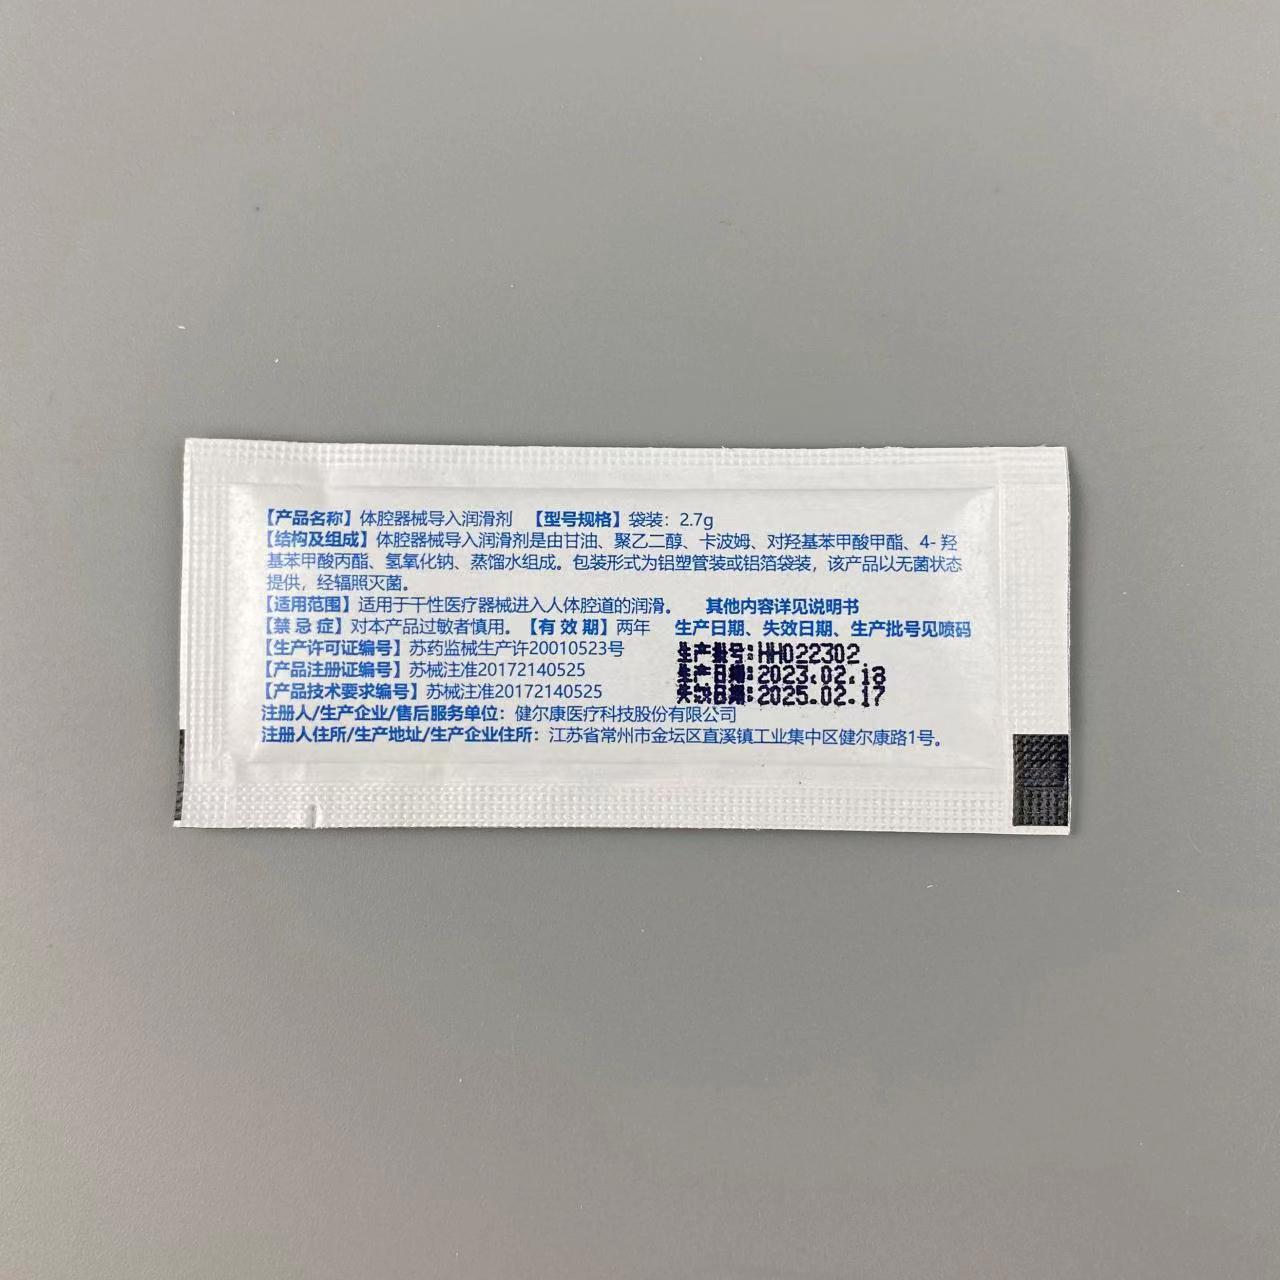 【产品名称】体腔器械导入润滑剂 【型号规格】袋装：2.7g
【结构及组成】体腔器械导入润滑剂是由甘油、聚乙二醇、卡波姆、对羟基苯甲酸甲酯、4-羟
基苯甲酸丙酯、氢氧化钠、蒸馏水组成。包装形式为铝塑管装或铝箔袋装，该产品以无菌状态
提供，经辐照灭菌。
【适用范围】适用于干性医疗器械进入人体腔道的润滑。 其他内容详见说明书
【禁忌症】对本产品过敏者慎用。【有效期】两年 生产日期、失效日期、生产批号见喷码
【生产许可证编号】苏药监械生产许20010523号
生产批号：HH022302
【产品注册证编号】苏械注准20172140525
生产日期：2023.02.18
【产品技术要求编号】苏械注准20172140525
失效日期：2025.02.17
注册人/生产企业/售后服务单位：健尔康医疗科技股份有限公司
注册人住所/生产地址/生产企业住所：江苏省常州市金坛区直溪镇工业集中区健尔康路1号。